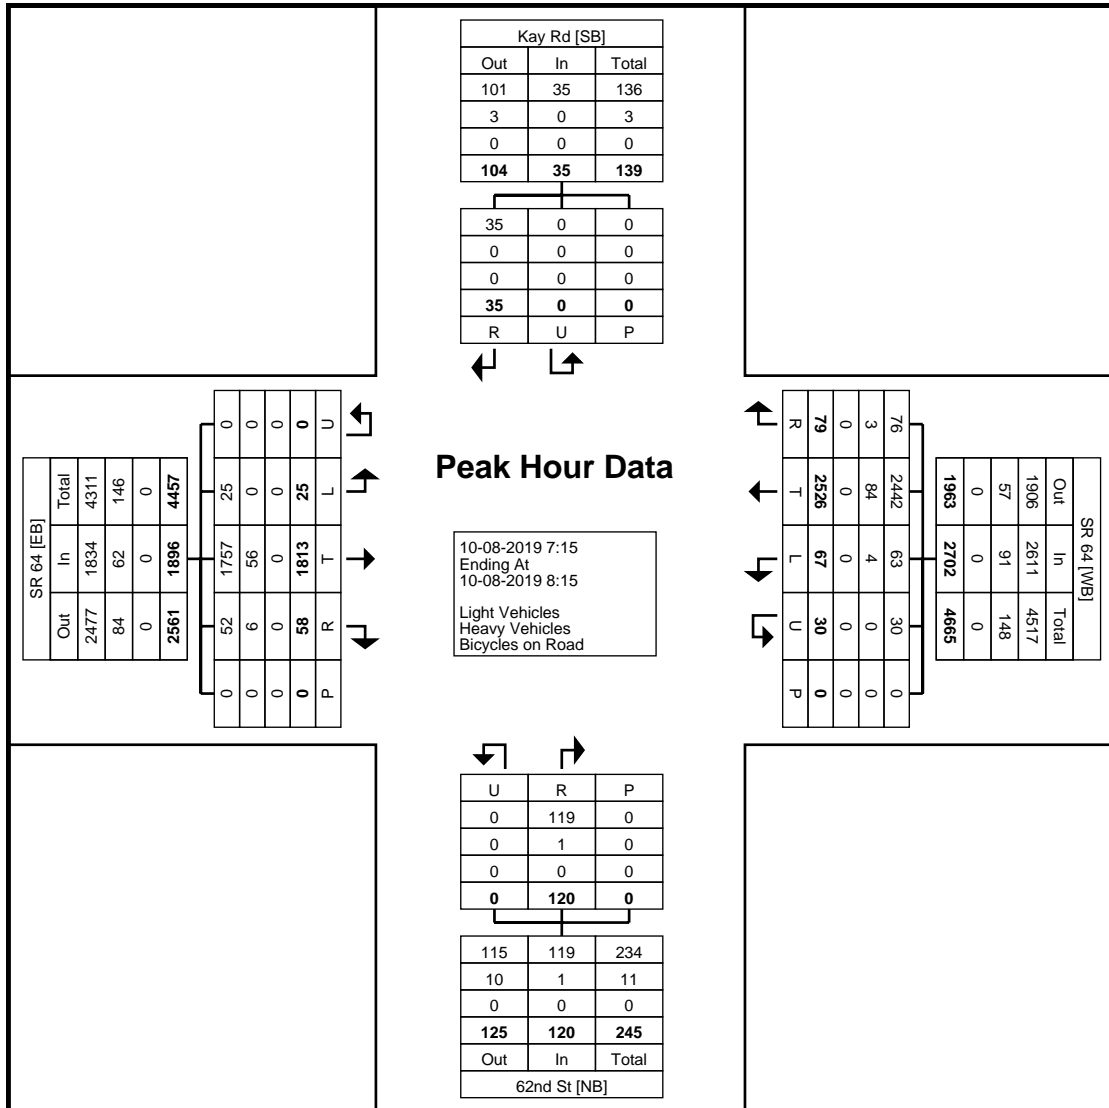 Kay Rd [SB]
Out In Total
101 35 136
3 0 3
0 0 0
104 35 139
35 0 0
0 0 0
0 0 0
35 0 0
R U P
SR 64 [EB]
Total 4311 146 0 4457
In 1834 62 0 1896
Out 2477 84 0 2561
0 0 0 0 U
25 0 0 25 L
1757 56 0 1813 T
52 6 0 58 R
0 0 0 0 P
Peak Hour Data
10-08-2019 7:15
Ending At
10-08-2019 8:15
Light Vehicles
Heavy Vehicles
Bicycles on Road
R 79 0 3 76
T 2526 0 84 2442
L 67 0 4 63
U 30 0 0 30
P 0 0 0 0
SR 64 [WB]
Out 1906 57 0 1963
In 2611 91 0 2702
Total 4517 148 0 4665
U R P
0 119 0
0 1 0
0 0 0
0 120 0
115 119 234
10 1 11
0 0 0
125 120 245
Out In Total
62nd St [NB]